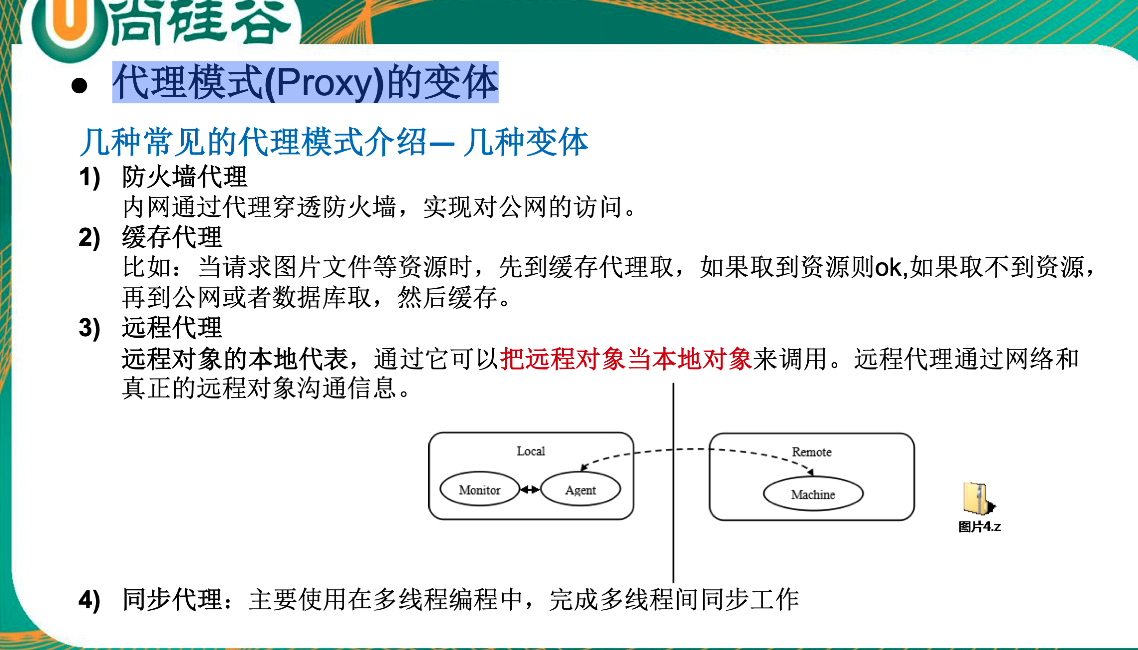 尚硅谷
● 代理模式(Proxy)的变体
几种常见的代理模式介绍— 几种变体
1) 防火墙代理
内网通过代理穿透防火墙，实现对公网的访问。
2) 缓存代理
比如：当请求图片文件等资源时，先到缓存代理取，如果取到资源则ok,如果取不到资源，
再到公网或者数据库取，然后缓存。
3) 远程代理
远程对象的本地代表，通过它可以把远程对象当本地对象来调用。远程代理通过网络和
真正的远程对象沟通信息。
Local
Monitor
Agent
Remote
Machine
图片4.z
4) 同步代理：主要使用在多线程编程中，完成多线程间同步工作